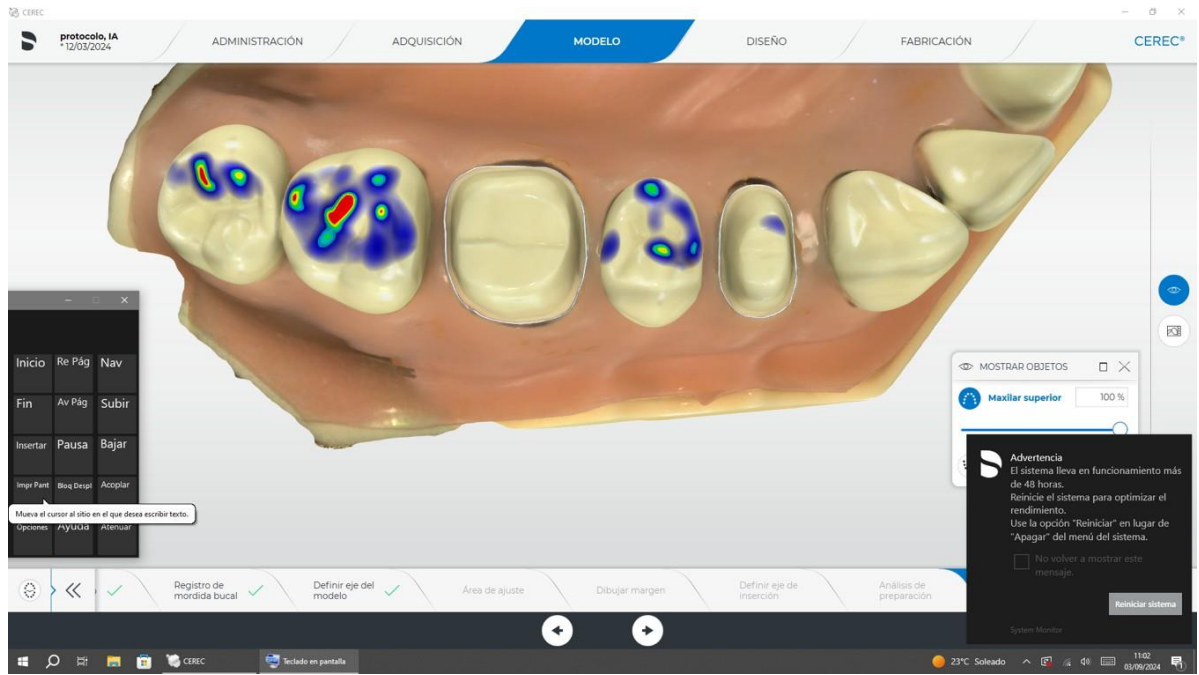 CEREC
protocolo, IA
* 12/03/2024
ADMINISTRACIÓN
ADQUISICIÓN
MODELO
DISEÑO
FABRICACIÓN
CEREC®
Inicio Re Pág Nav
Fin Av Pág Subir
Insertar Pausa Bajar
Impr Pant Bloq Despl Acoplar
Opciones Ayuda Atenuar
Mueva el cursor al sitio en el que desea escribir texto.
MOSTRAR OBJETOS
Maxilar superior 100 %
Advertencia
El sistema lleva en funcionamiento más
de 48 horas.
Reinicie el sistema para optimizar el
rendimiento.
Use la opción "Reiniciar" en lugar de
"Apagar" del menú del sistema.
No volver a mostrar este
mensaje.
Reiniciar sistema
System Monitor
Registro de
mordida bucal
Definir eje del
modelo
Área de ajuste
Dibujar margen
Definir eje de
inserción
Análisis de
preparación
CEREC
Teclado en pantalla
23°C Soleado
11:02
03/09/2024